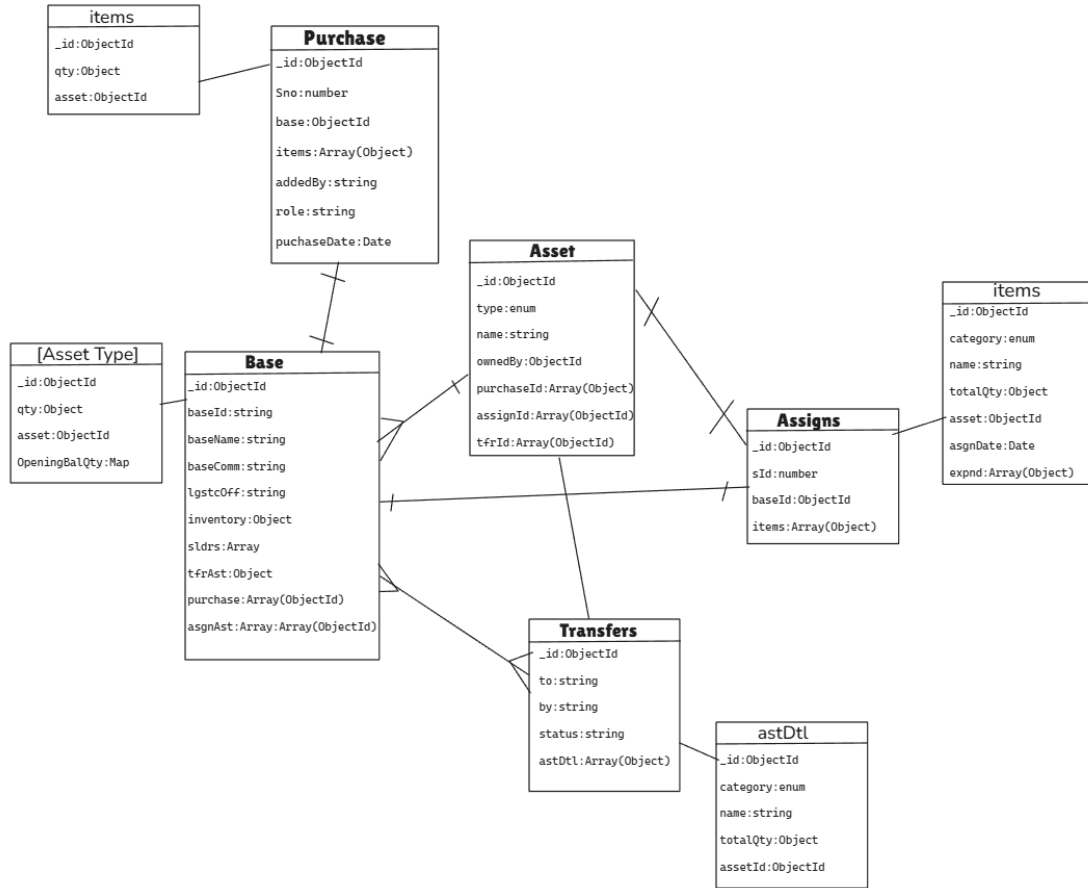 items
_id:ObjectId
qty:Object
asset:ObjectId
Purchase
_id:ObjectId
Sno:number
base:ObjectId
items:Array(Object)
addedBy:string
role:string
puchaseDate:Date
Asset
_id:ObjectId
type:enum
name:string
ownedBy:ObjectId
purchaseId:Array(Object)
assignId:Array(ObjectId)
tfrId:Array(ObjectId)
items
_id:ObjectId
category:enum
name:string
totalQty:Object
asset:ObjectId
asgnDate:Date
expnd:Array(Object)
[Asset Type]
_id:ObjectId
qty:Object
asset:ObjectId
OpeningBalQty:Map
Base
_id:ObjectId
baseId:string
baseName:string
baseComm:string
lgstcOff:string
inventory:Object
sldrs:Array
tfrAst:Object
purchase:Array(ObjectId)
asgnAst:Array:Array(ObjectId)
Assigns
_id:ObjectId
sId:number
baseId:ObjectId
items:Array(Object)
Transfers
_id:ObjectId
to:string
by:string
status:string
astDtl:Array(Object)
astDtl
_id:ObjectId
category:enum
name:string
totalQty:Object
assetId:ObjectId